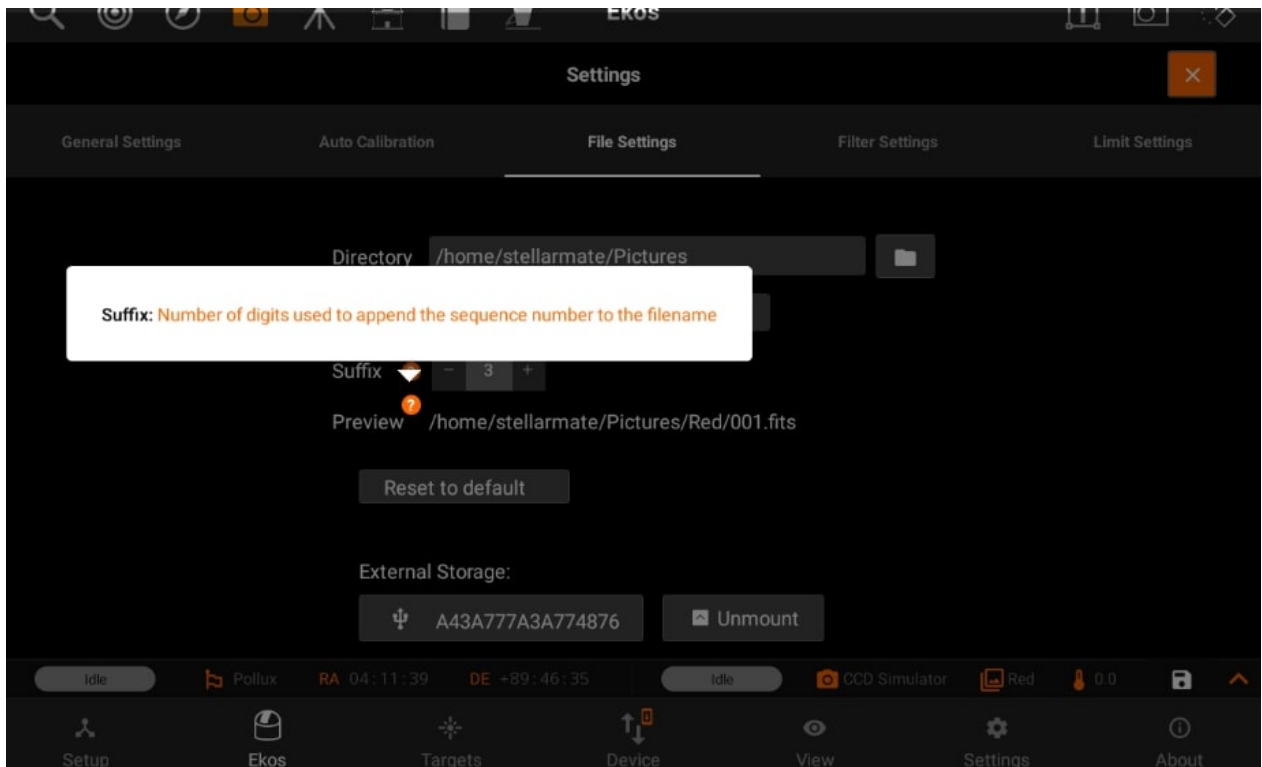 Ekos
Settings
General Settings Auto Calibration File Settings Filter Settings Limit Settings
Directory /home/stellarmate/Pictures
Suffix: Number of digits used to append the sequence number to the filename
Suffix - 3 +
?
Preview /home/stellarmate/Pictures/Red/001.fits
Reset to default
External Storage:
A43A777A3A774876 Unmount
Idle Pollux RA 04:11:39 DE +89:46:35 Idle CCD Simulator Red 0.0
Setup Ekos Targets Device View Settings About